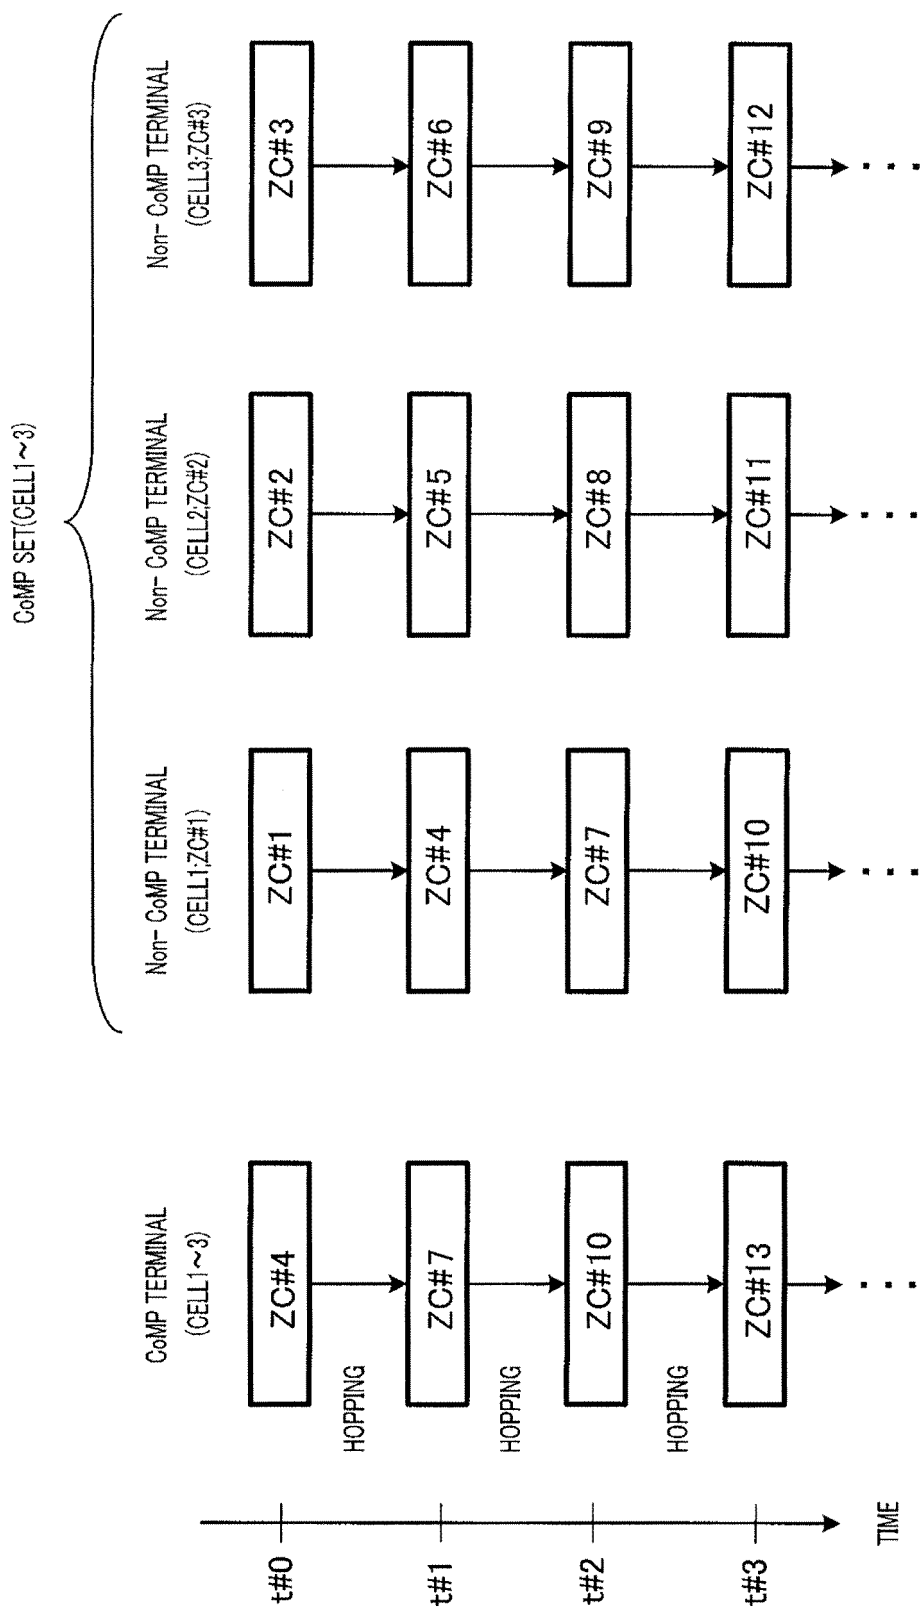 CoMP SET(CELL1~3)
CoMP TERMINAL
(CELL1~3)
Non- CoMP TERMINAL
(CELL1;ZC#1)
Non- CoMP TERMINAL
(CELL2;ZC#2)
Non- CoMP TERMINAL
(CELL3;ZC#3)
t#0
ZC#4
ZC#1
ZC#2
ZC#3
HOPPING
t#1
ZC#7
ZC#4
ZC#5
ZC#6
HOPPING
t#2
ZC#10
ZC#7
ZC#8
ZC#9
HOPPING
t#3
ZC#13
ZC#10
ZC#11
ZC#12
TIME